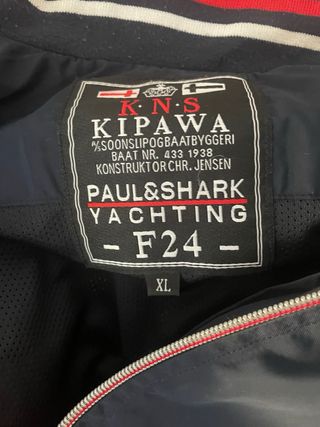 K·N·S
KIPAWA
A/S SOONSLIPOGBAATBYGGERI
BAAT NR. 433 1938
KONSTRUKTOR CHR. JENSEN
PAUL&SHARK
YACHTING
- F24 -
XL